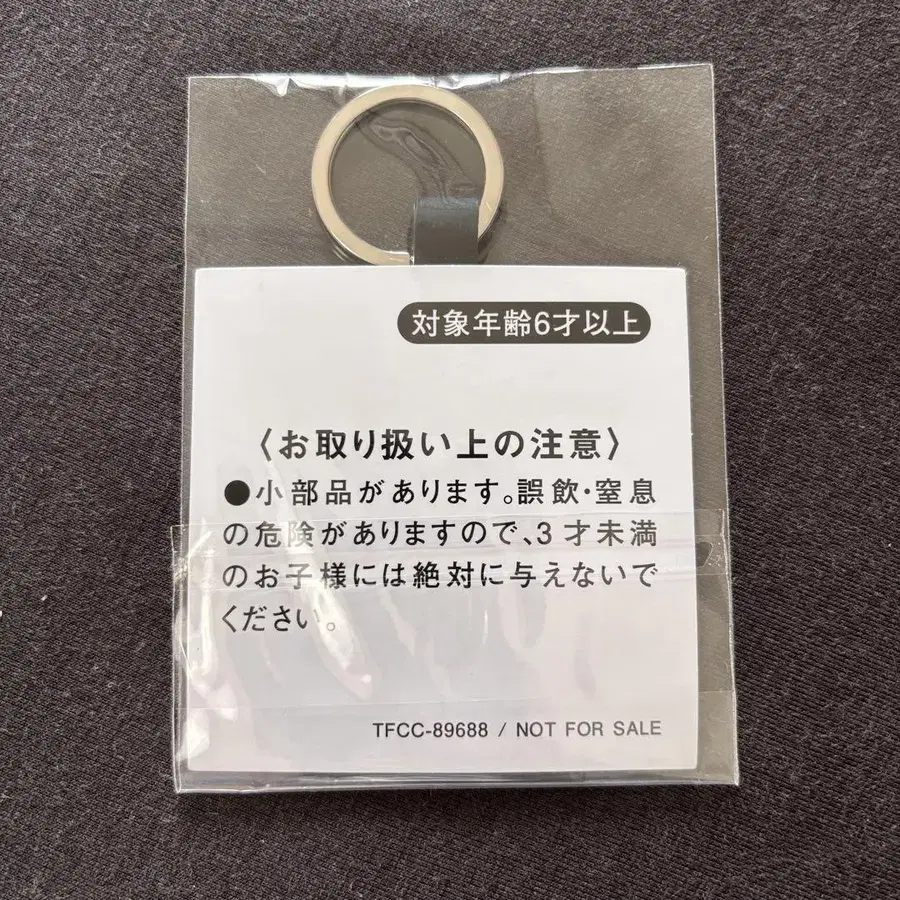 対象年齢6才以上
〈お取り扱い上の注意〉
●小部品があります。誤飲・窒息
の危険がありますので、3才未満
のお子様には絶対に与えないで
ください。
TFCC-89688 / NOT FOR SALE